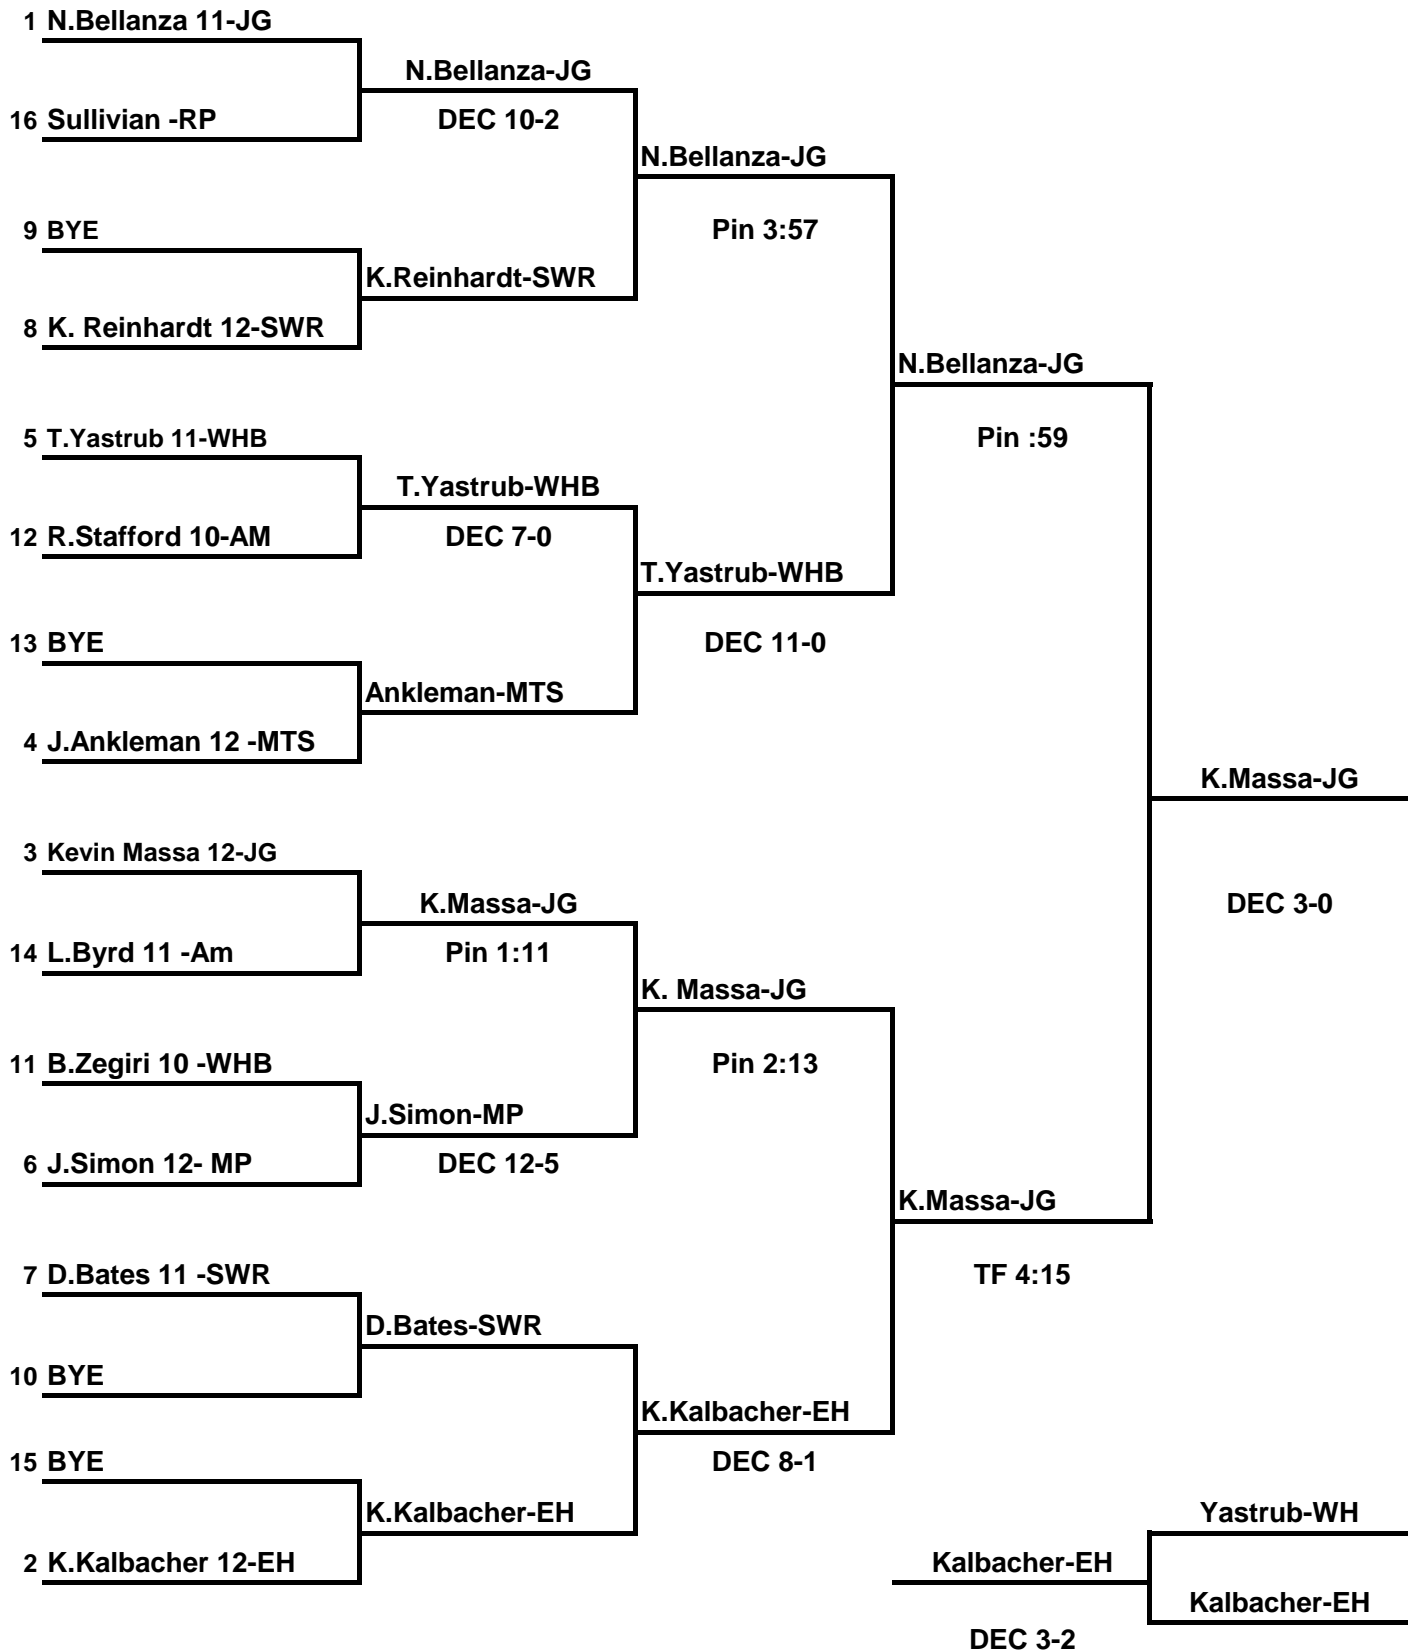 1 N.Bellanza 11-JG
N.Bellanza-JG
16 Sullivian -RP
DEC 10-2
N.Bellanza-JG
9 BYE
Pin 3:57
K.Reinhardt-SWR
8 K. Reinhardt 12-SWR
N.Bellanza-JG
5 T.Yastrub 11-WHB
Pin :59
T.Yastrub-WHB
12 R.Stafford 10-AM
DEC 7-0
T.Yastrub-WHB
13 BYE
DEC 11-0
Ankleman-MTS
4 J.Ankleman 12 -MTS
K.Massa-JG
3 Kevin Massa 12-JG
K.Massa-JG
DEC 3-0
14 L.Byrd 11 -Am
Pin 1:11
K. Massa-JG
11 B.Zegiri 10 -WHB
Pin 2:13
J.Simon-MP
6 J.Simon 12- MP
DEC 12-5
K.Massa-JG
7 D.Bates 11 -SWR
TF 4:15
D.Bates-SWR
10 BYE
K.Kalbacher-EH
15 BYE
DEC 8-1
K.Kalbacher-EH
Yastrub-WH
2 K.Kalbacher 12-EH
Kalbacher-EH
Kalbacher-EH
DEC 3-2